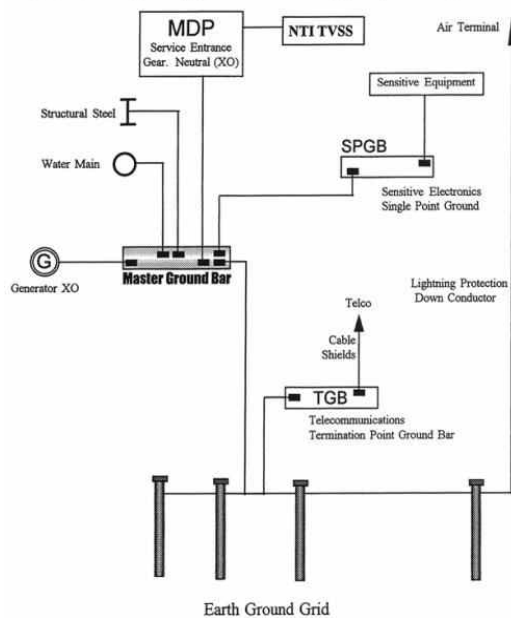 MDP
Service Entrance
Gear. Neutral (XO)
NTI TVSS
Air Terminal
Sensitive Equipment
Structural Steel
SPGB
Water Main
Sensitive Electronics
Single Point Ground
G
Master Ground Bar
Generator XO
Lightning Protection
Down Conductor
Telco
Cable
Shields
TGB
Telecommunications
Termination Point Ground Bar
Earth Ground Grid